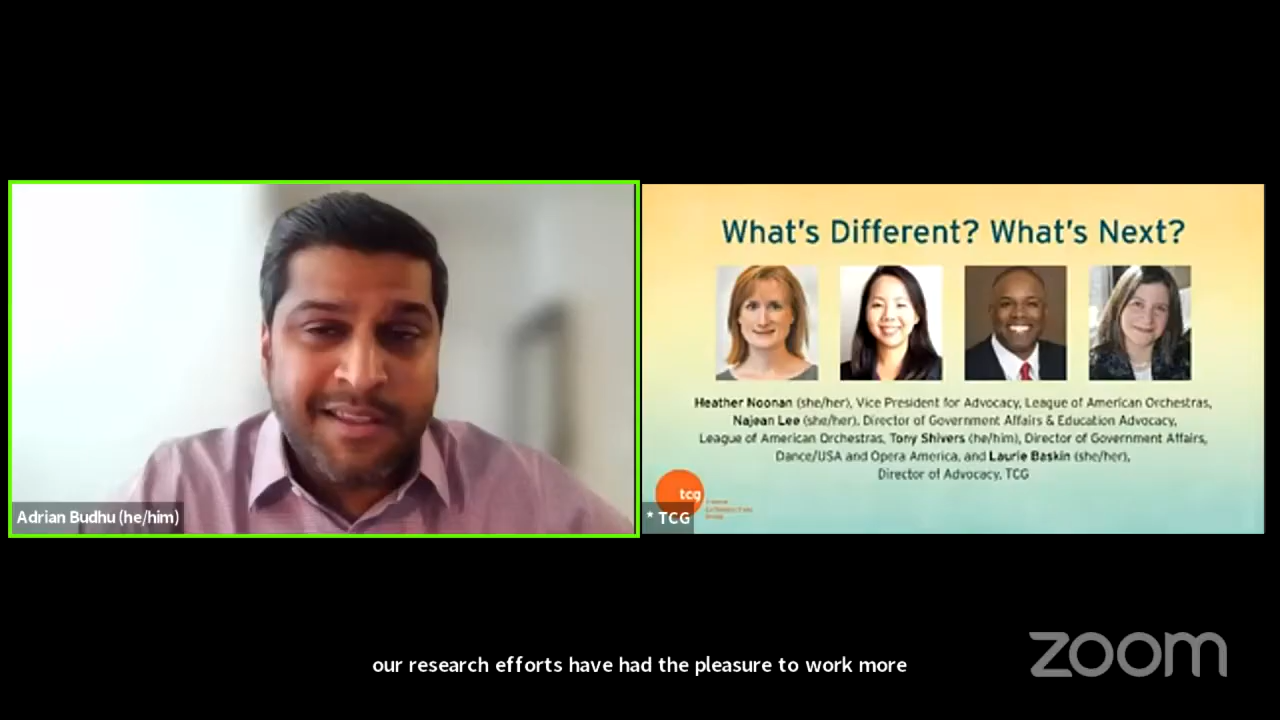 What's Different? What's Next?
Heather Noonan (she/her), Vice President for Advocacy, League of American Orchestras,
Najean Lee (she/her), Director of Government Affairs & Education Advocacy,
League of American Orchestras, Tony Shivers (he/him), Director of Government Affairs,
Dance/USA and Opera America, and Laurie Baskin (she/her),
Director of Advocacy, TCG
tcg
Adrian Budhu (he/him)
* TCG
our research efforts have had the pleasure to work more
zoom